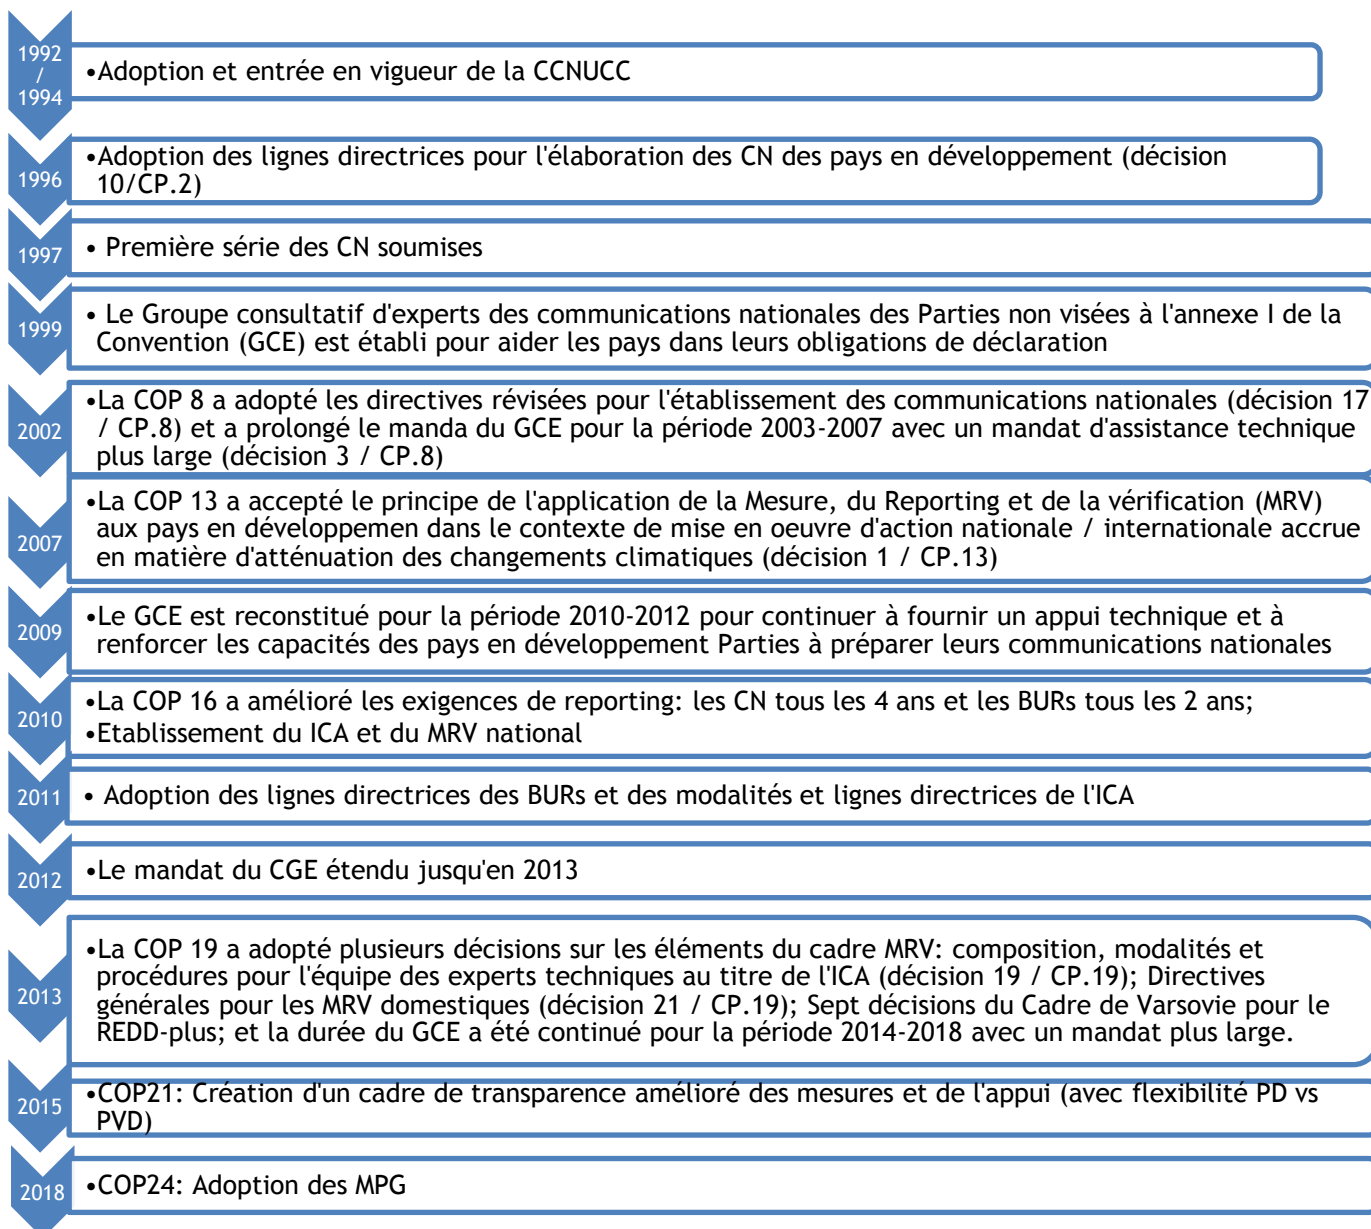 1992
/
1994
•Adoption et entrée en vigueur de la CCNUCC
1996
•Adoption des lignes directrices pour l'élaboration des CN des pays en développement (décision
10/CP.2)
1997
• Première série des CN soumises
1999
• Le Groupe consultatif d'experts des communications nationales des Parties non visées à l'annexe I de la
Convention (GCE) est établi pour aider les pays dans leurs obligations de déclaration
2002
•La COP 8 a adopté les directives révisées pour l'établissement des communications nationales (décision 17
/ CP.8) et a prolongé le manda du GCE pour la période 2003-2007 avec un mandat d'assistance technique
plus large (décision 3 / CP.8)
2007
•La COP 13 a accepté le principe de l'application de la Mesure, du Reporting et de la vérification (MRV)
aux pays en développemen dans le contexte de mise en oeuvre d'action nationale / internationale accrue
en matière d'atténuation des changements climatiques (décision 1 / CP.13)
2009
•Le GCE est reconstitué pour la période 2010-2012 pour continuer à fournir un appui technique et à
renforcer les capacités des pays en développement Parties à préparer leurs communications nationales
2010
•La COP 16 a amélioré les exigences de reporting: les CN tous les 4 ans et les BURs tous les 2 ans;
•Etablissement du ICA et du MRV national
2011
• Adoption des lignes directrices des BURs et des modalités et lignes directrices de l'ICA
2012
•Le mandat du CGE étendu jusqu'en 2013
2013
•La COP 19 a adopté plusieurs décisions sur les éléments du cadre MRV: composition, modalités et
procédures pour l'équipe des experts techniques au titre de l'ICA (décision 19 / CP.19); Directives
générales pour les MRV domestiques (décision 21 / CP.19); Sept décisions du Cadre de Varsovie pour le
REDD-plus; et la durée du GCE a été continué pour la période 2014-2018 avec un mandat plus large.
2015
•COP21: Création d'un cadre de transparence amélioré des mesures et de l'appui (avec flexibilité PD vs
PVD)
2018
•COP24: Adoption des MPG